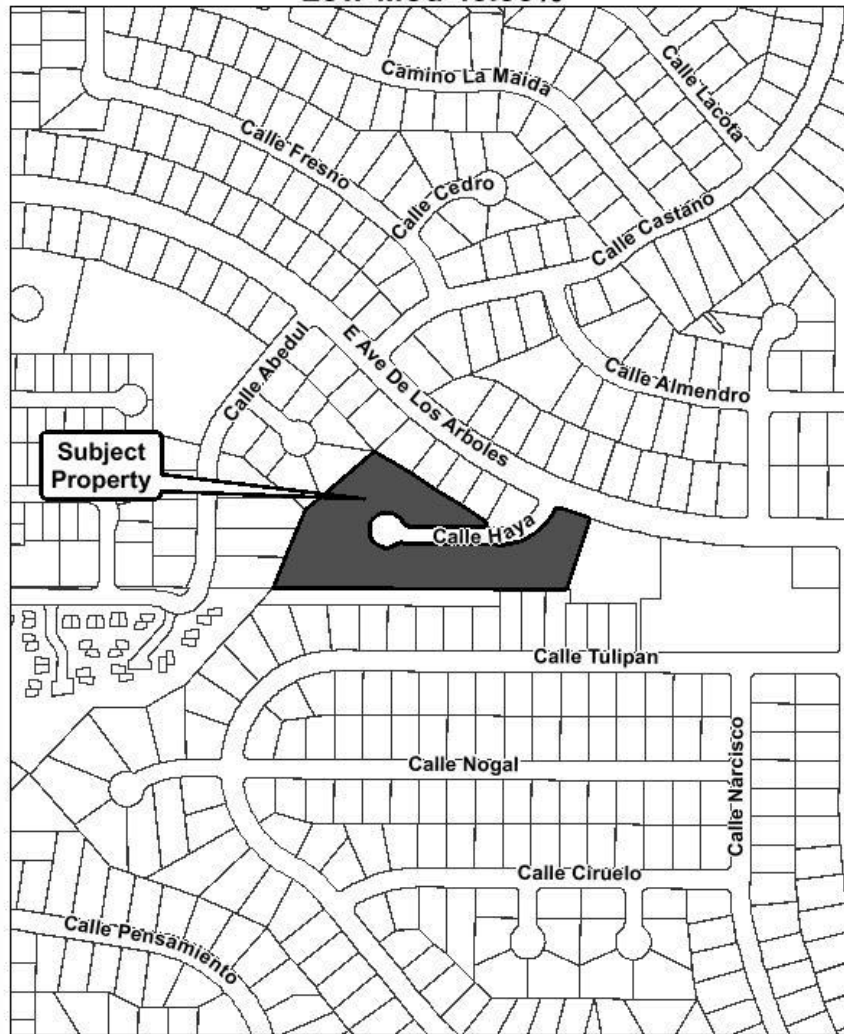 Camino La Maida
Calle Lacota
Calle Fresno
Calle Cedro
Calle Castano
E Ave De Los Arboles
Calle Abedul
Calle Almendro
Subject
Property
Calle Haya
Calle Tulipan
Calle Nogal
Calle Narcisco
Calle Ciruelo
Calle Pensamiento